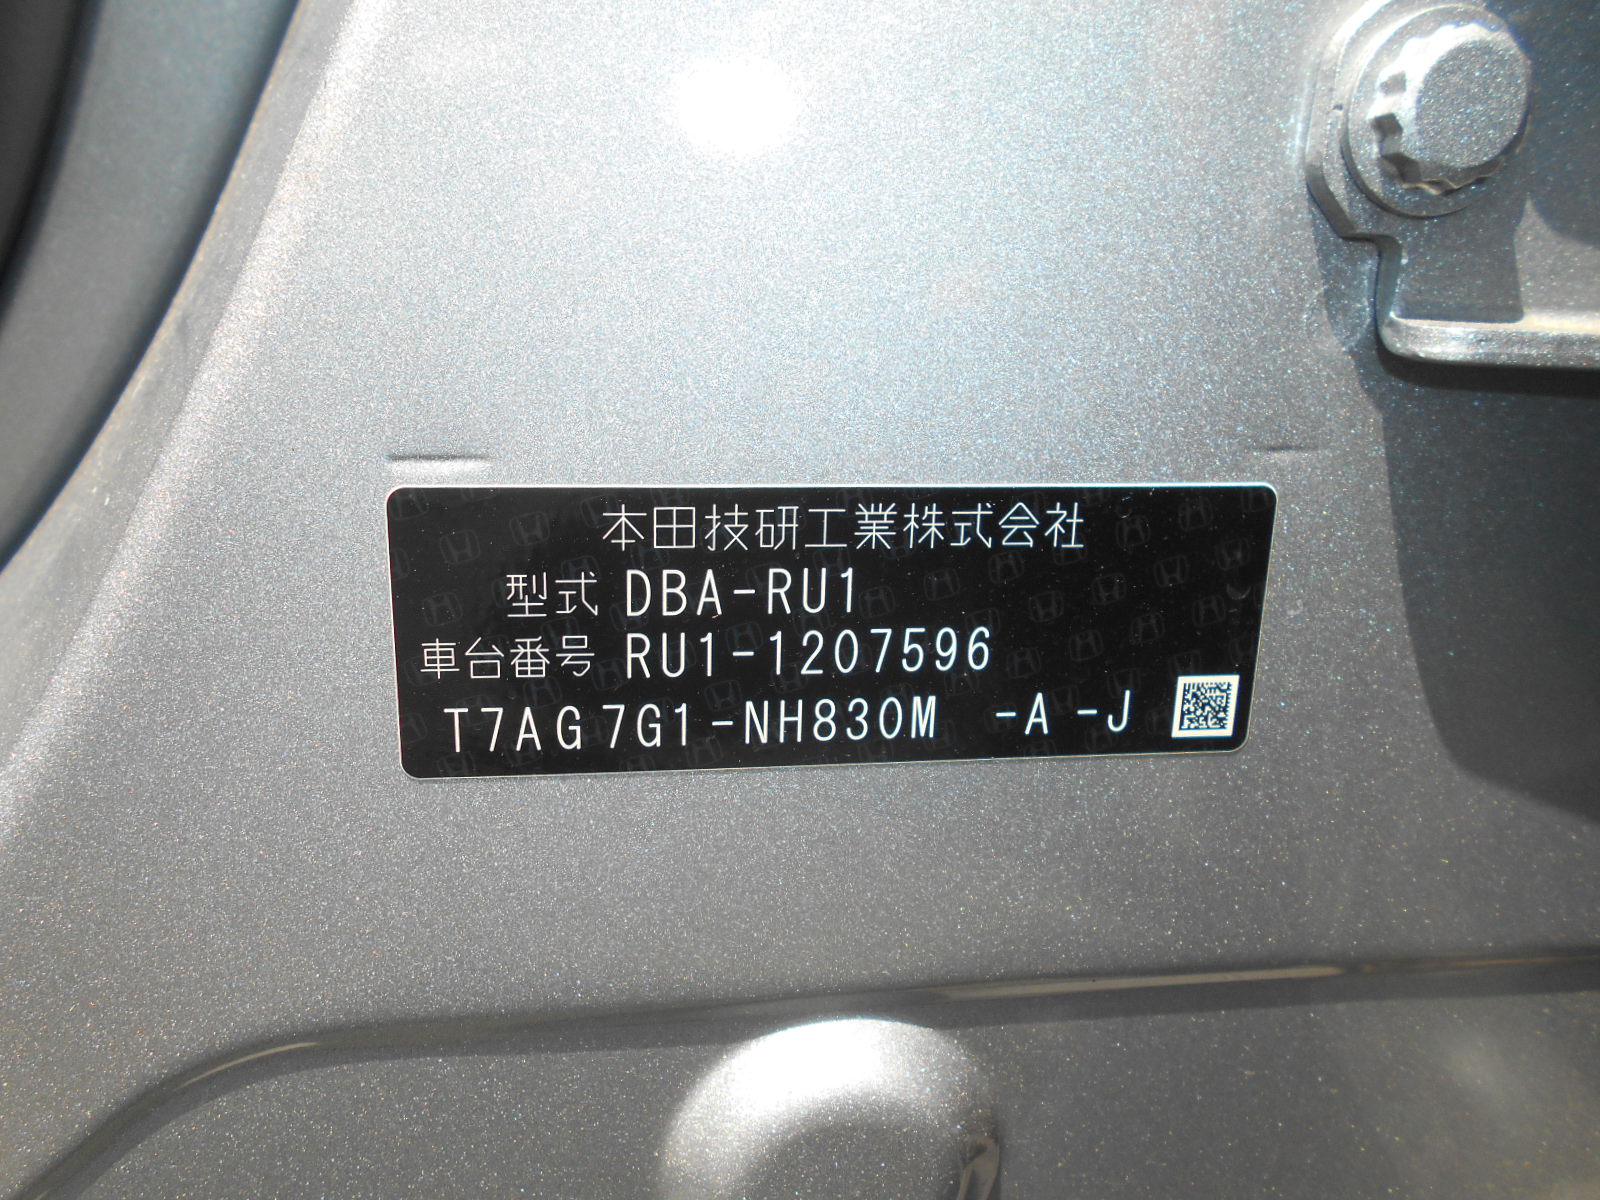 本田技研工業株式会社
型式 DBA-RU1
車台番号 RU1-1207596
T7AG7G1-NH830M -A -J